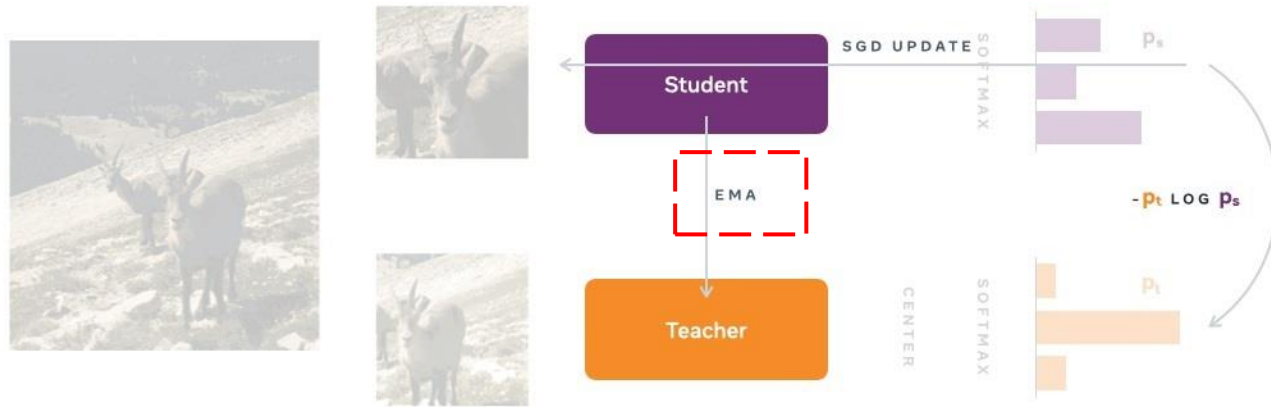 SGD UPDATE
SOFTMAX
pₛ
Student
EMA
-pₜ LOG pₛ
Teacher
CENTER
SOFTMAX
pₜ